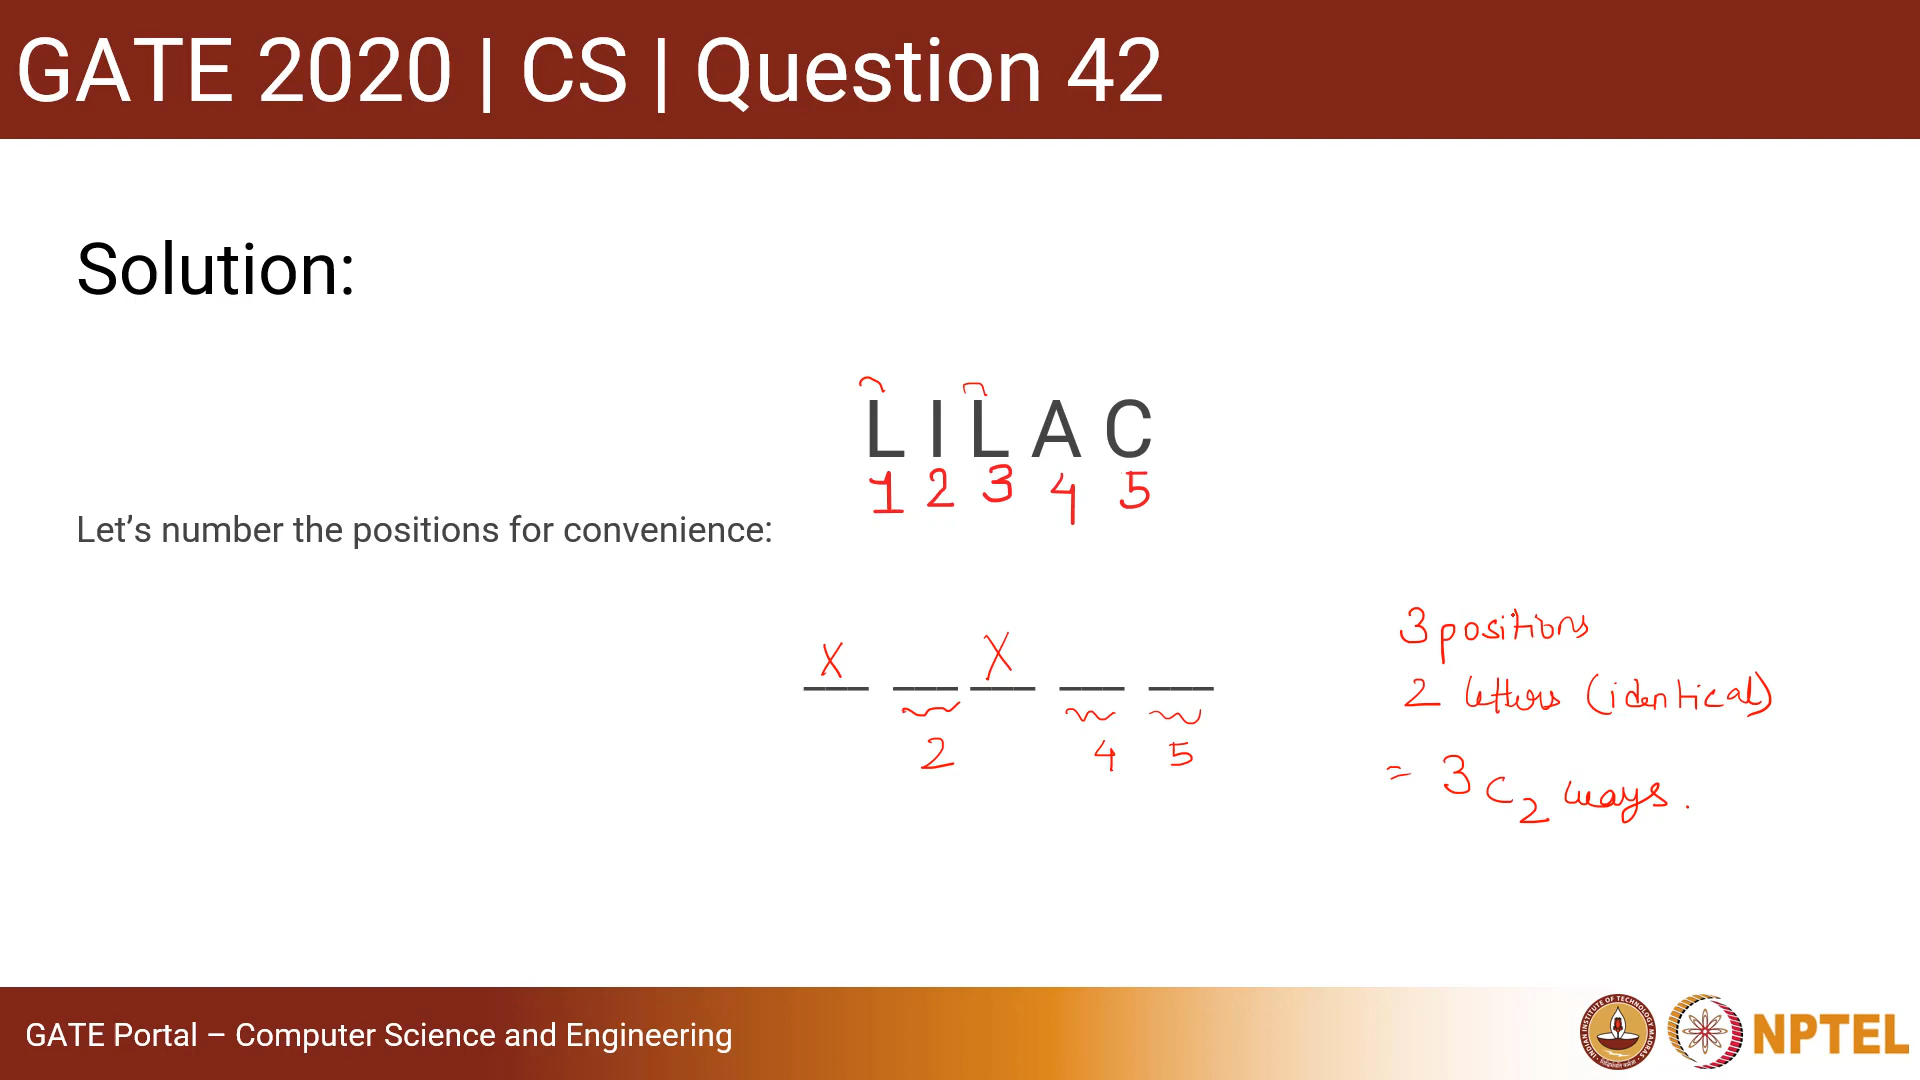 GATE 2020 | CS | Question 42
Solution:
L I L A C
1 2 3 4 5
Let’s number the positions for convenience:
X X
2 4 5
3 positions
2 letters (identical)
= 3C2 ways.
GATE Portal – Computer Science and Engineering
NPTEL